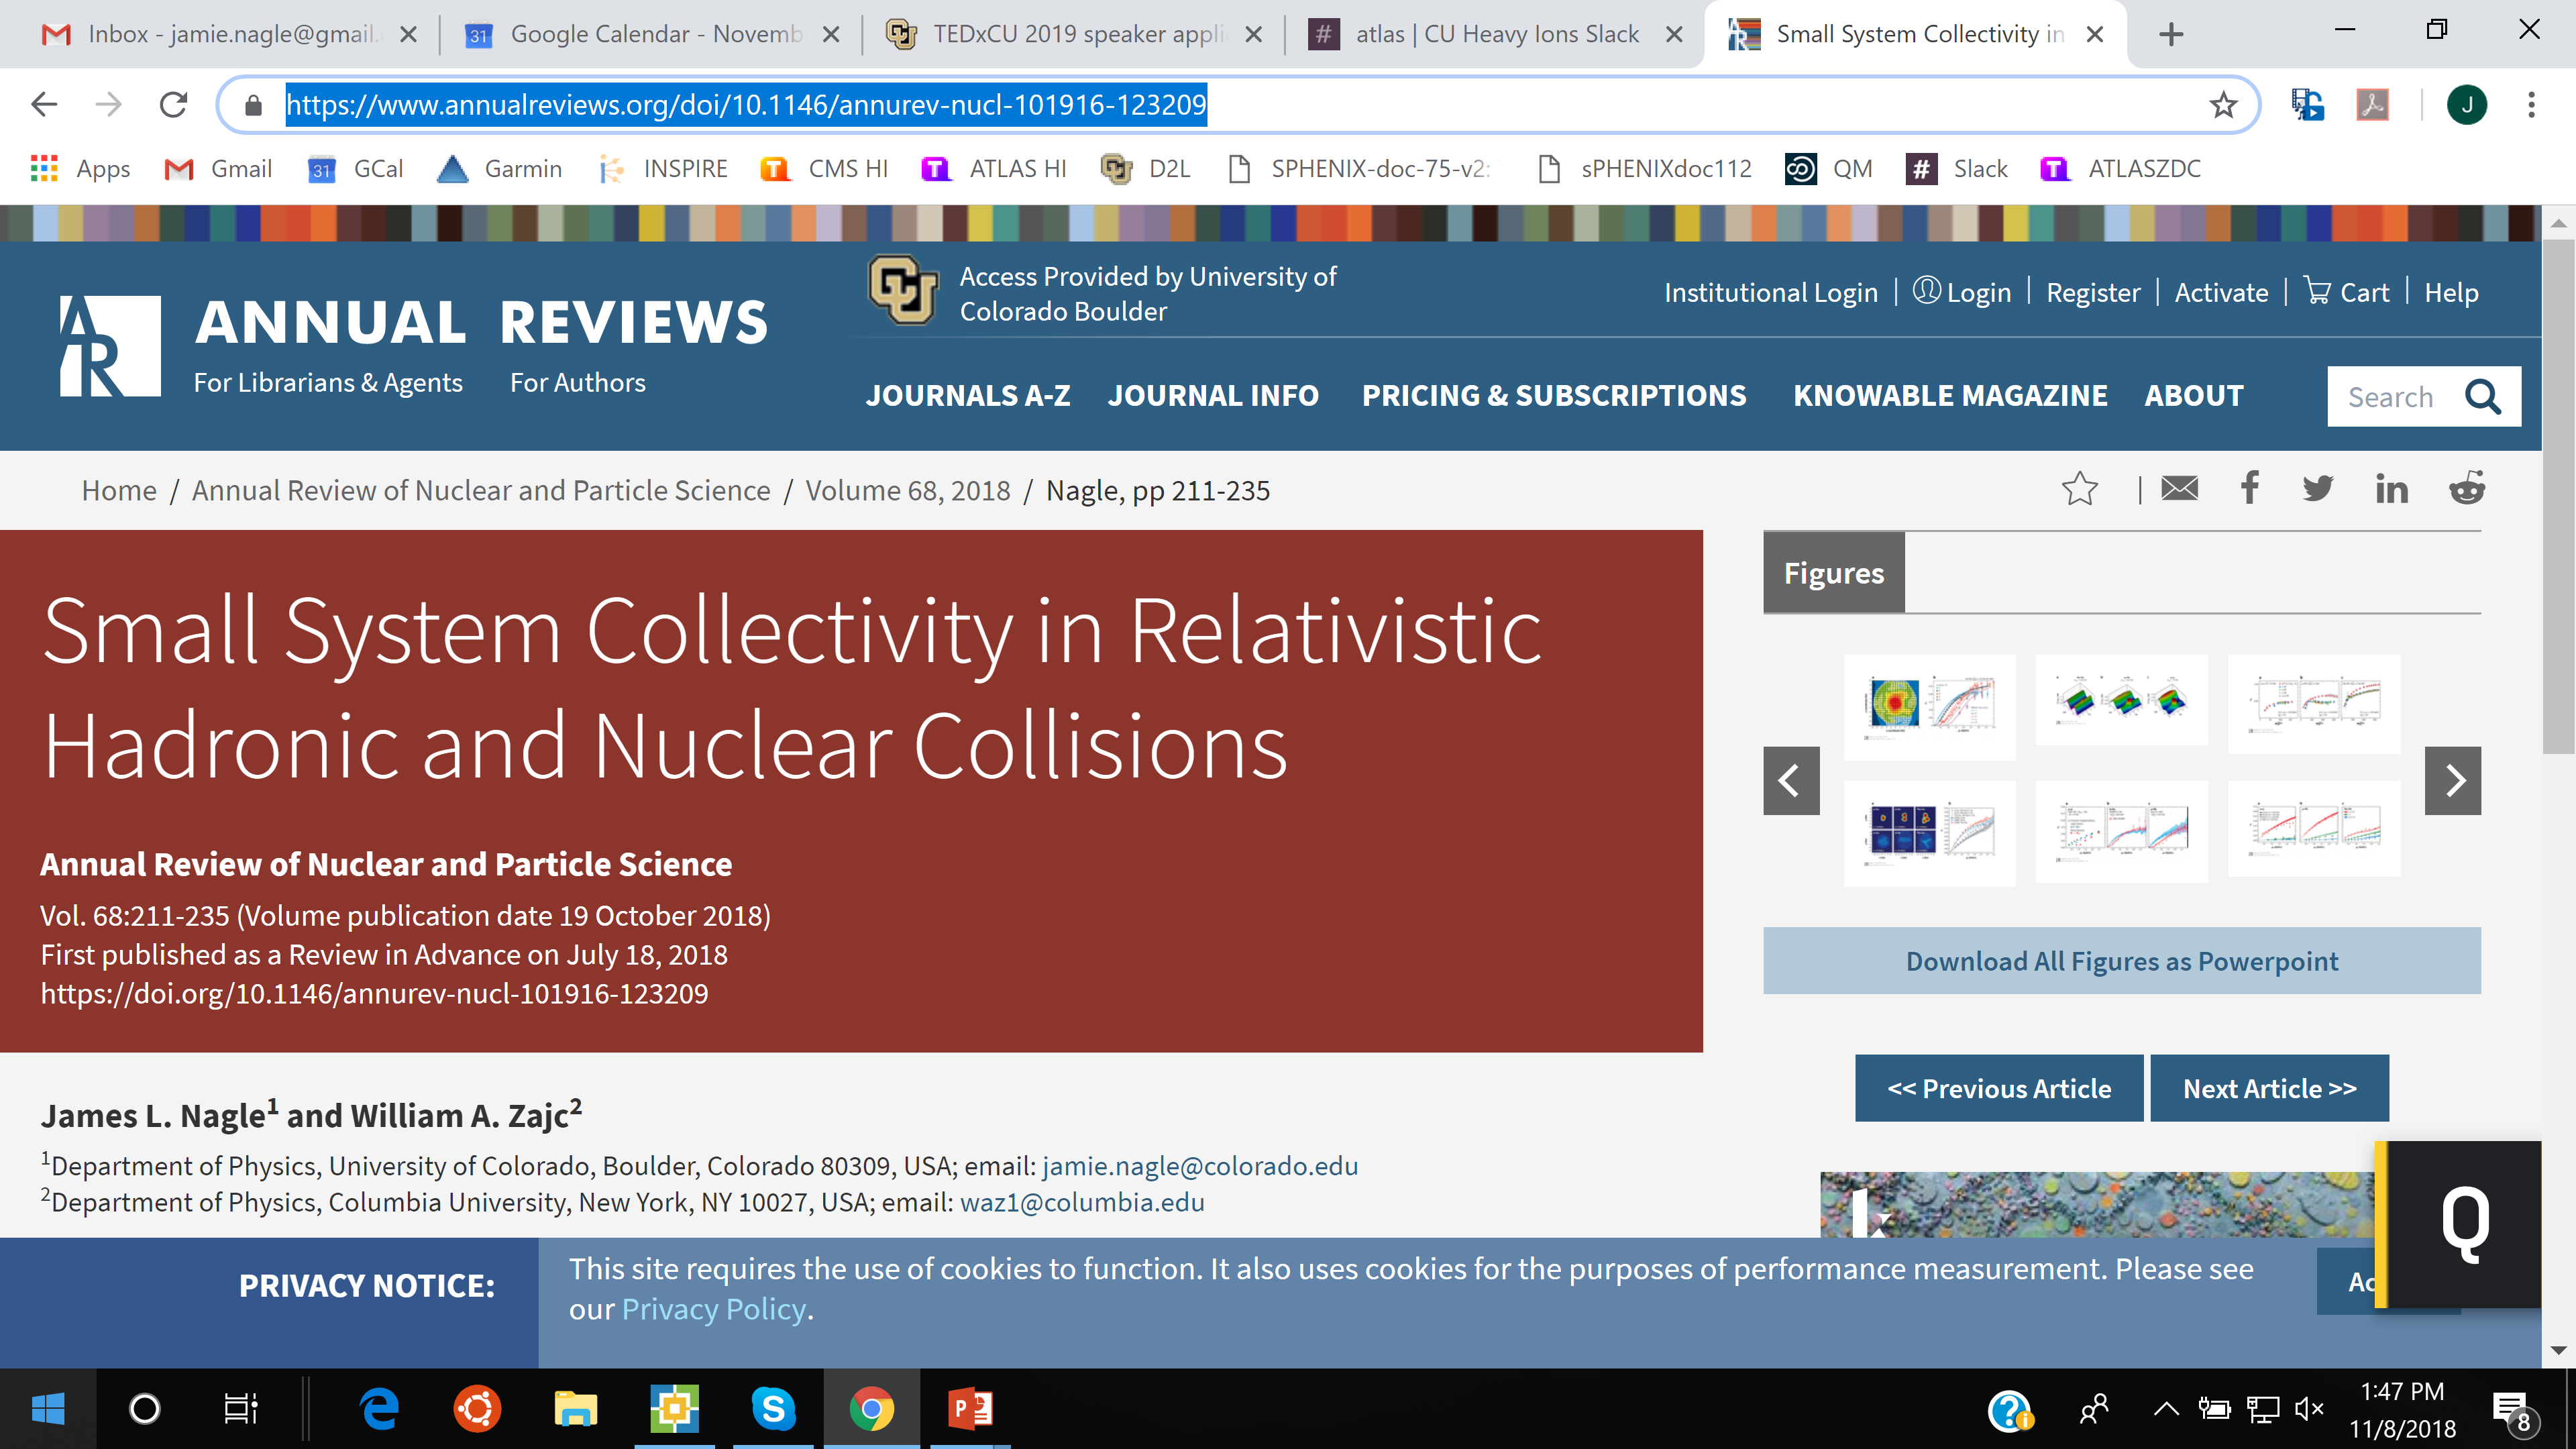 Inbox - jamie.nagle@gmail.
Google Calendar - Novemb
TEDxCU 2019 speaker appli
atlas | CU Heavy Ions Slack
Small System Collectivity in
https://www.annualreviews.org/doi/10.1146/annurev-nucl-101916-123209
J
Apps
Gmail
31
GCal
Garmin
INSPIRE
CMS HI
ATLAS HI
D2L
SPHENIX-doc-75-v2:
sPHENIXdoc112
QM
Slack
ATLASZDC
Access Provided by University of
Colorado Boulder
Institutional Login | Login | Register | Activate | Cart | Help
AR
ANNUAL REVIEWS
For Librarians & Agents
For Authors
JOURNALS A-Z
JOURNAL INFO
PRICING & SUBSCRIPTIONS
KNOWABLE MAGAZINE
ABOUT
Search
Home / Annual Review of Nuclear and Particle Science / Volume 68, 2018 / Nagle, pp 211-235
Small System Collectivity in Relativistic
Hadronic and Nuclear Collisions
Annual Review of Nuclear and Particle Science
Vol. 68:211-235 (Volume publication date 19 October 2018)
First published as a Review in Advance on July 18, 2018
https://doi.org/10.1146/annurev-nucl-101916-123209
Figures
Download All Figures as Powerpoint
<< Previous Article
Next Article >>
James L. Nagle1 and William A. Zajc2
1Department of Physics, University of Colorado, Boulder, Colorado 80309, USA; email: jamie.nagle@colorado.edu
2Department of Physics, Columbia University, New York, NY 10027, USA; email: waz1@columbia.edu
k
Q
PRIVACY NOTICE:
This site requires the use of cookies to function. It also uses cookies for the purposes of performance measurement. Please see
our Privacy Policy.
Ac
1:47 PM
11/8/2018
8